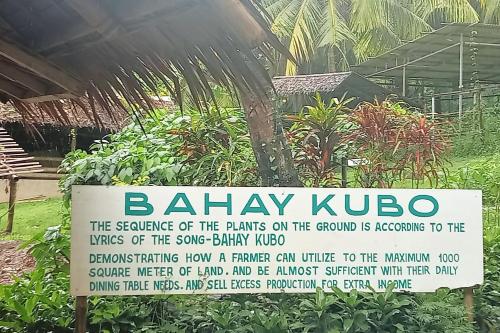 BAHAY KUBO
THE SEQUENCE OF THE PLANTS ON THE GROUND IS ACCORDING TO THE
LYRICS OF THE SONG-BAHAY KUBO
DEMONSTRATING HOW A FARMER CAN UTILIZE TO THE MAXIMUM 1000
SQUARE METER OF LAND. AND BE ALMOST SUFFICIENT WITH THEIR DAILY
DINING TABLE NEEDS. AND SELL EXCESS PRODUCTION FOR EXTRA INCOME